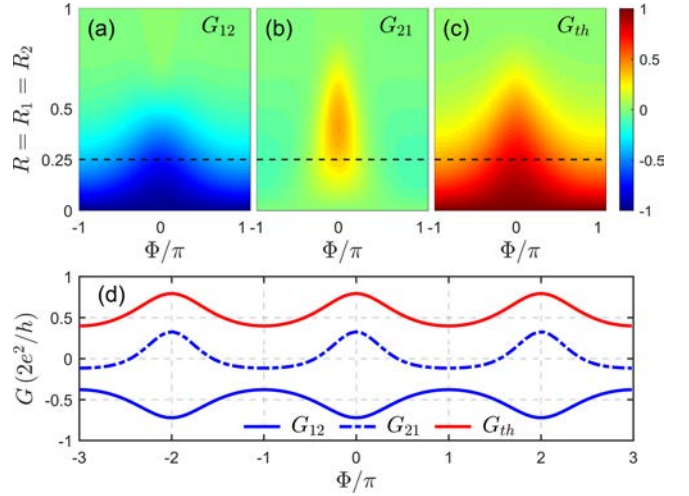 (a) G₁₂ (b) G₂₁ (c) Gₜₕ
R = R₁ = R₂
1 0.5 0.25 0
1 0.5 0 -0.5 -1
-1 0 1 -1 0 1 -1 0 1
Φ/π Φ/π Φ/π
(d)
G (2e²/h)
1 0.5 0 -0.5 -1
G₁₂ G₂₁ Gₜₕ
-3 -2 -1 0 1 2 3
Φ/π